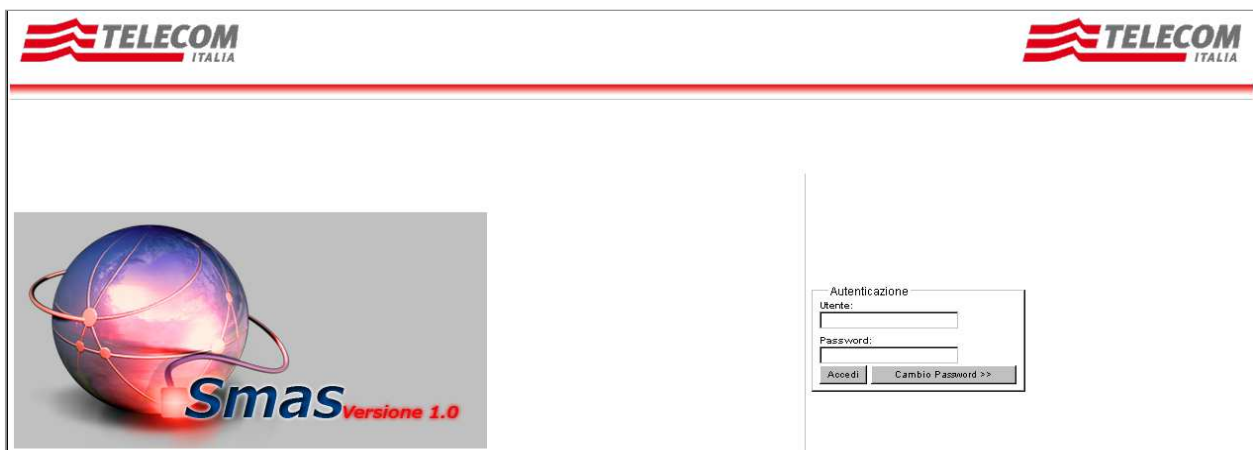 TELECOM
ITALIA
TELECOM
ITALIA
Smas Versione 1.0
Autenticazione
Utente:
Password:
Accedi
Cambio Password >>